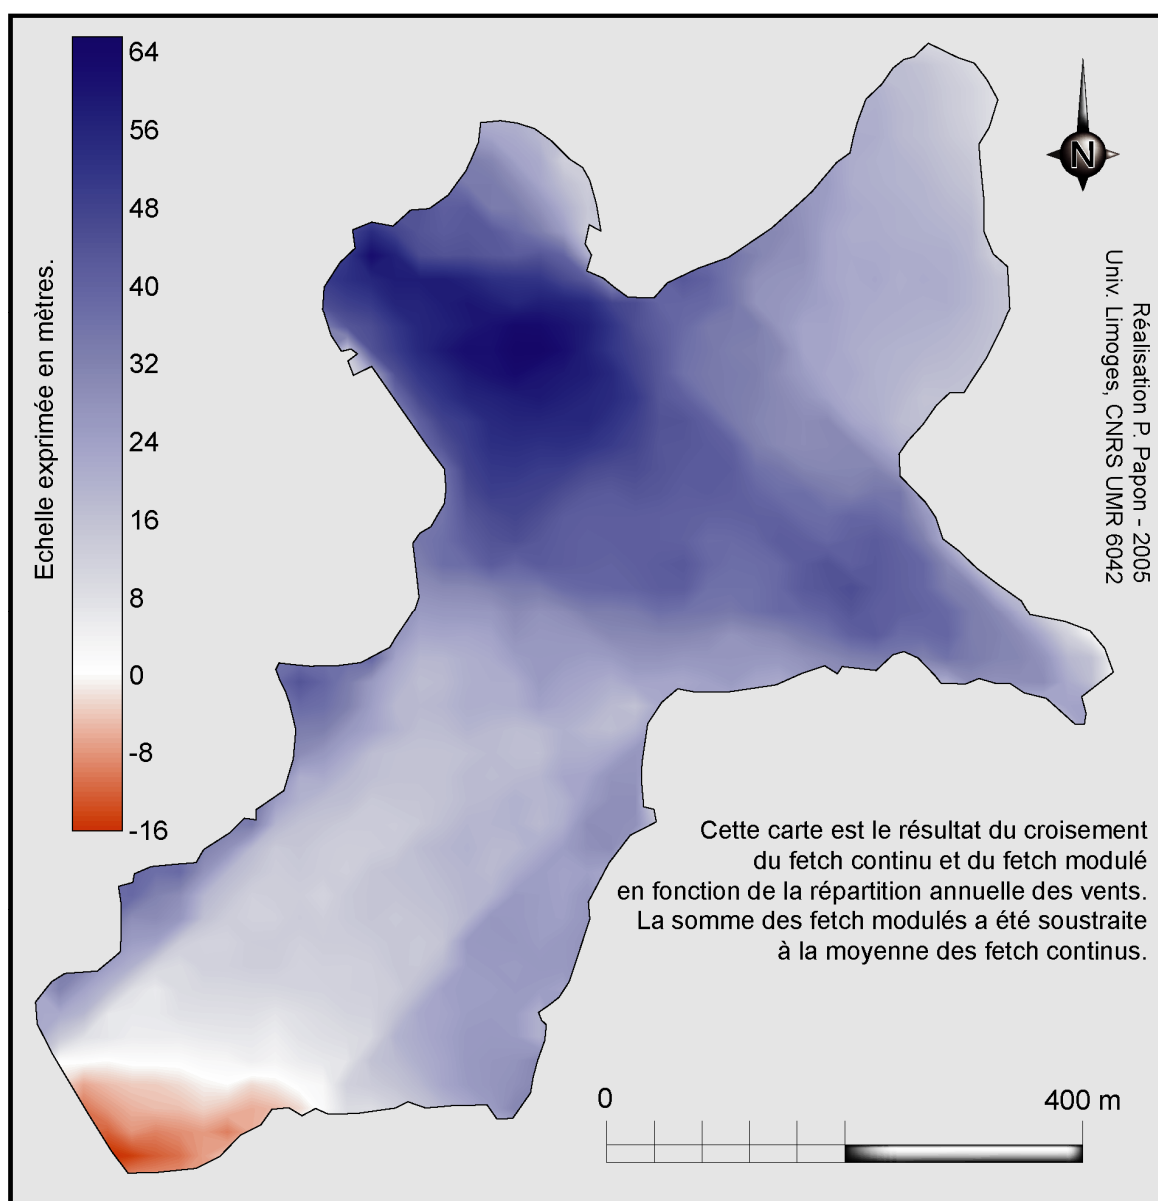 64
56
48
40
32
24
16
8
0
-8
-16
Echelle exprimée en mètres.
N
Réalisation P. Papon - 2005
Univ. Limoges, CNRS UMR 6042
Cette carte est le résultat du croisement
du fetch continu et du fetch modulé
en fonction de la répartition annuelle des vents.
La somme des fetch modulés a été soustraite
à la moyenne des fetch continus.
0
400 m